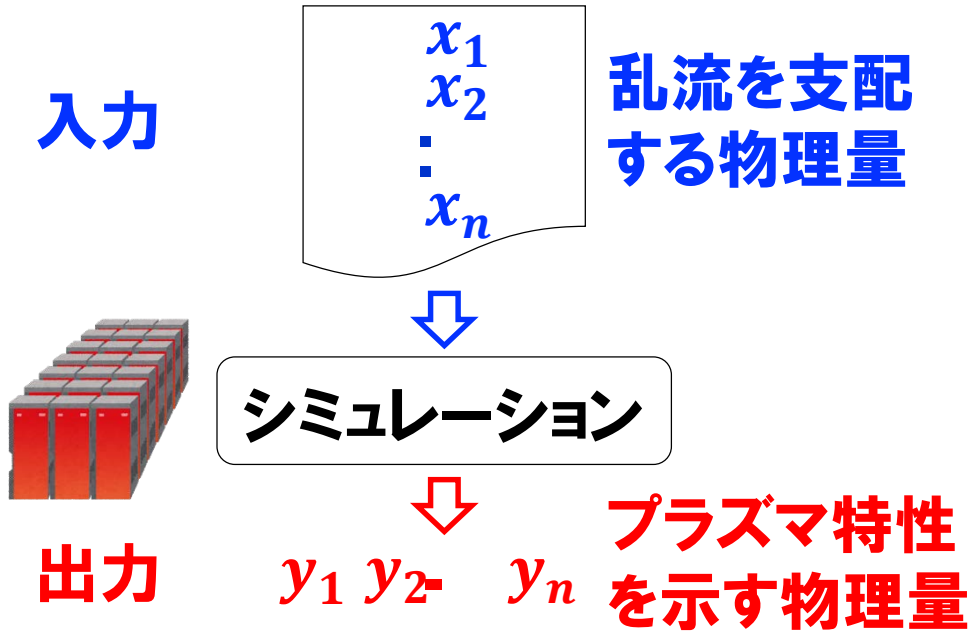 x₁
x₂
入力
乱流を支配
する物理量
:
xₙ
シミュレーション
出力
y₁ y₂- yₙ
プラズマ特性
を示す物理量